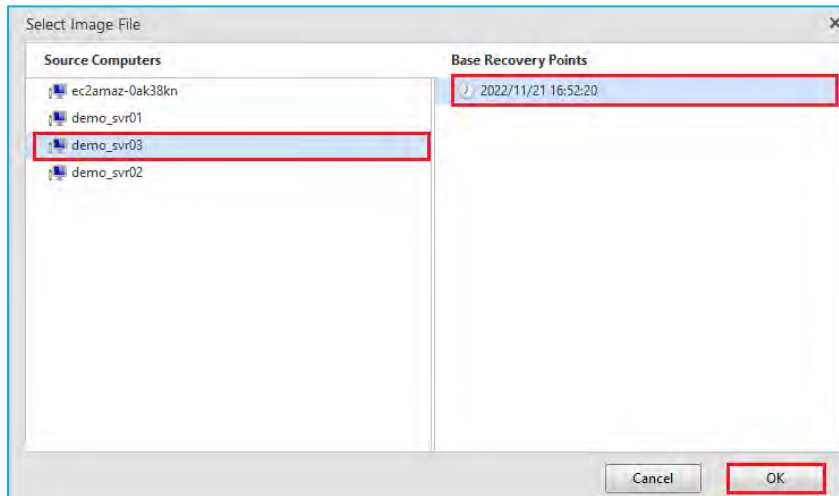 Select Image File
Source Computers
Base Recovery Points
ec2amaz-0ak38kn
2022/11/21 16:52:20
demo_svr01
demo_svr03
demo_svr02
Cancel
OK